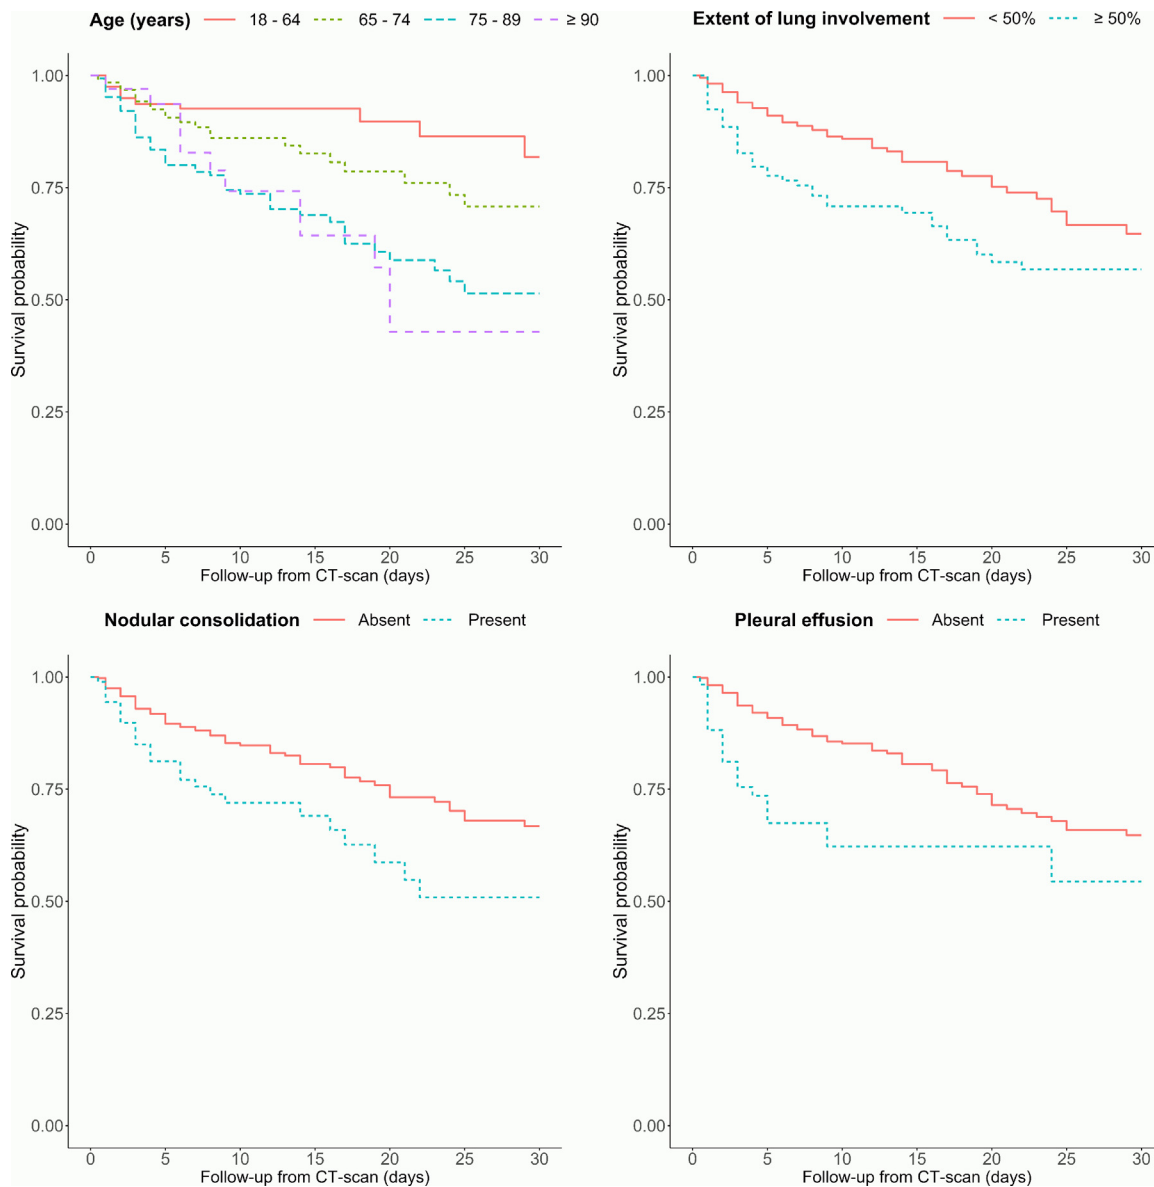 Age (years) 18 - 64 65 - 74 75 - 89 ≥ 90
1.00
0.75
0.50
0.25
0.00
Survival probability
0 5 10 15 20 25 30
Follow-up from CT-scan (days)
Extent of lung involvement < 50% ≥ 50%
1.00
0.75
0.50
0.25
0.00
Survival probability
0 5 10 15 20 25 30
Follow-up from CT-scan (days)
Nodular consolidation Absent Present
1.00
0.75
0.50
0.25
0.00
Survival probability
0 5 10 15 20 25 30
Follow-up from CT-scan (days)
Pleural effusion Absent Present
1.00
0.75
0.50
0.25
0.00
Survival probability
0 5 10 15 20 25 30
Follow-up from CT-scan (days)